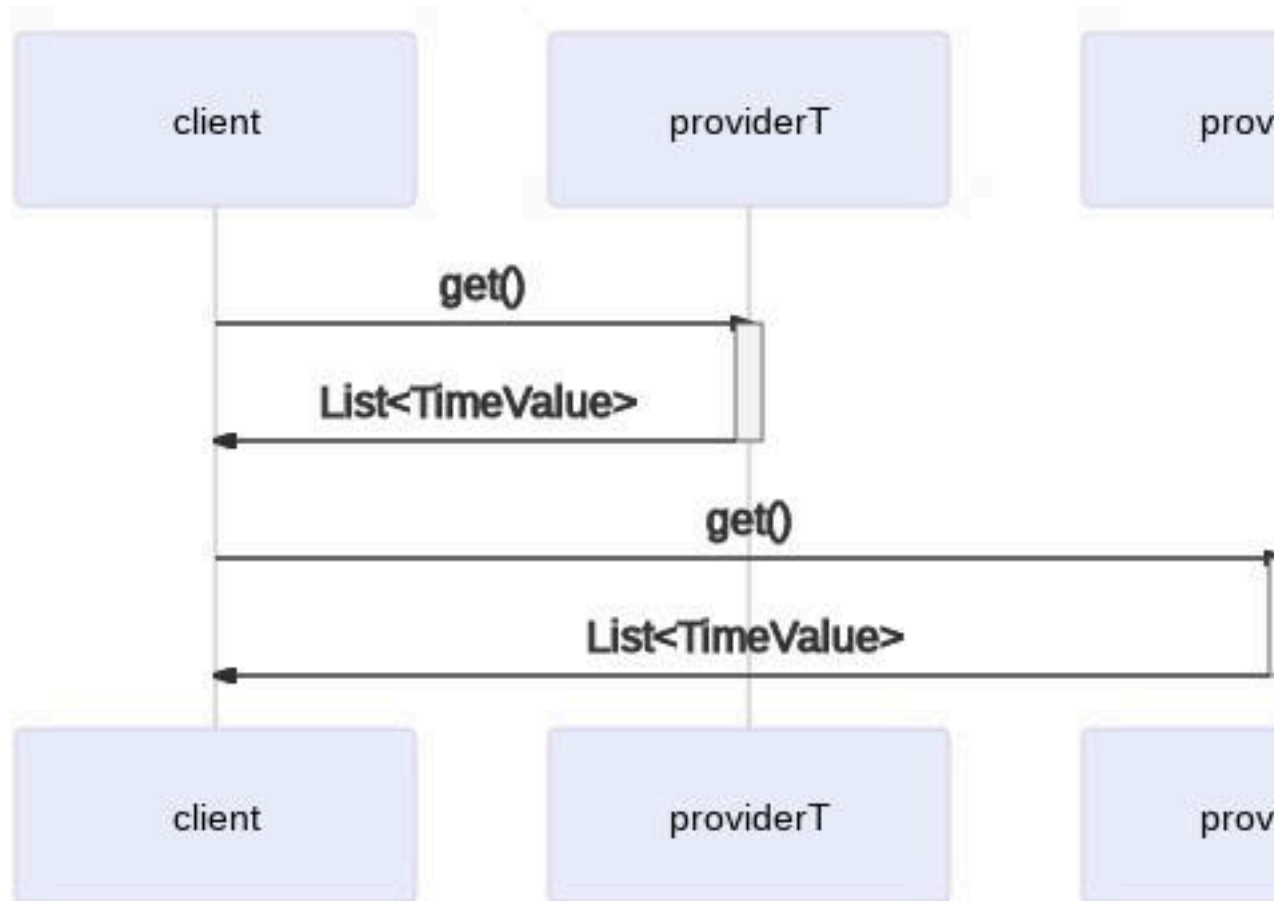 client providerT prov
get()
List<TimeValue>
get()
List<TimeValue>
client providerT prov